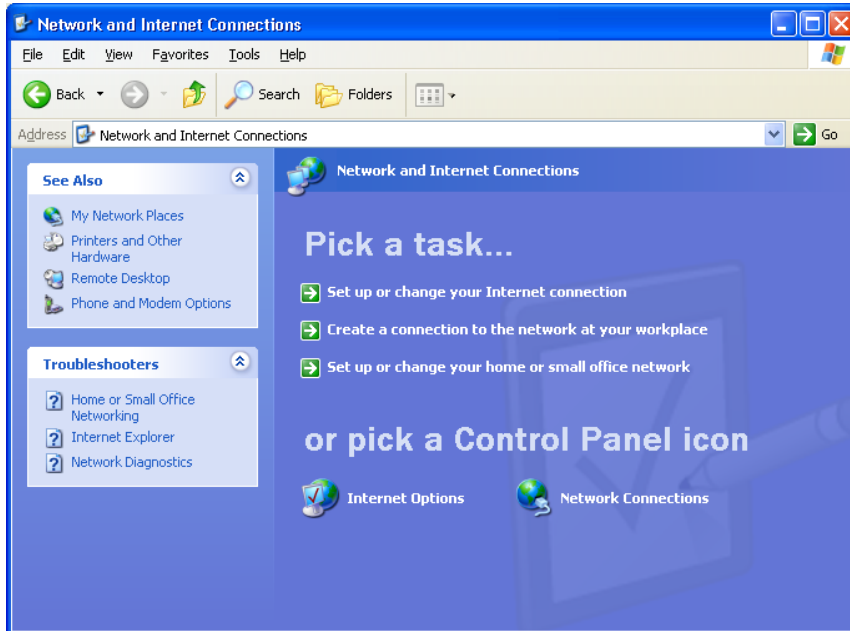 Network and Internet Connections
File Edit View Favorites Tools Help
Back Search Folders
Address Network and Internet Connections Go
See Also
My Network Places
Printers and Other
Hardware
Remote Desktop
Phone and Modem Options
Troubleshooters
Home or Small Office
Networking
Internet Explorer
Network Diagnostics
Network and Internet Connections
Pick a task...
Set up or change your Internet connection
Create a connection to the network at your workplace
Set up or change your home or small office network
or pick a Control Panel icon
Internet Options Network Connections